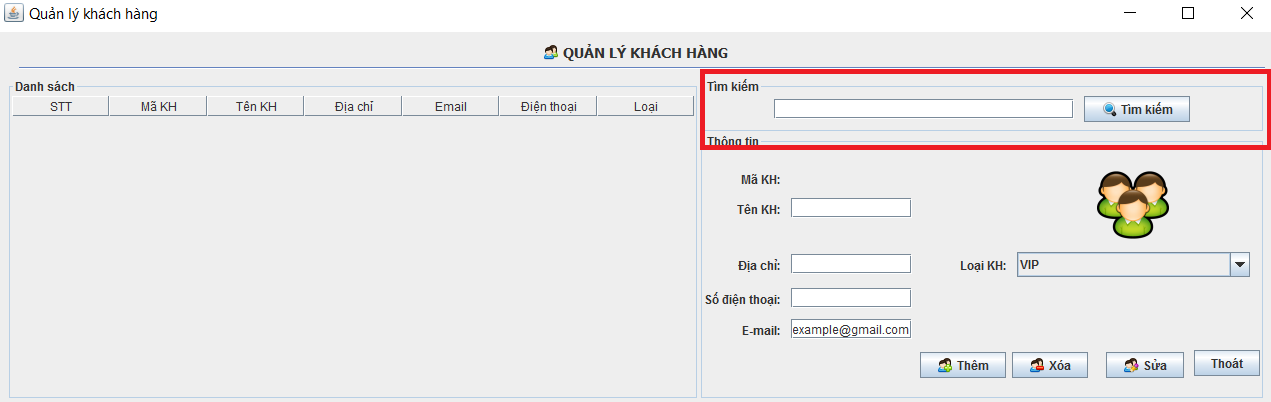 Quản lý khách hàng
QUẢN LÝ KHÁCH HÀNG
Danh sách
STT Mã KH Tên KH Địa chỉ Email Điện thoại Loại
Tìm kiếm
Tìm kiếm
Thông tin
Mã KH:
Tên KH:
Địa chỉ:
Loại KH: VIP
Số điện thoại:
E-mail: example@gmail.com
Thêm Xóa Sửa Thoát